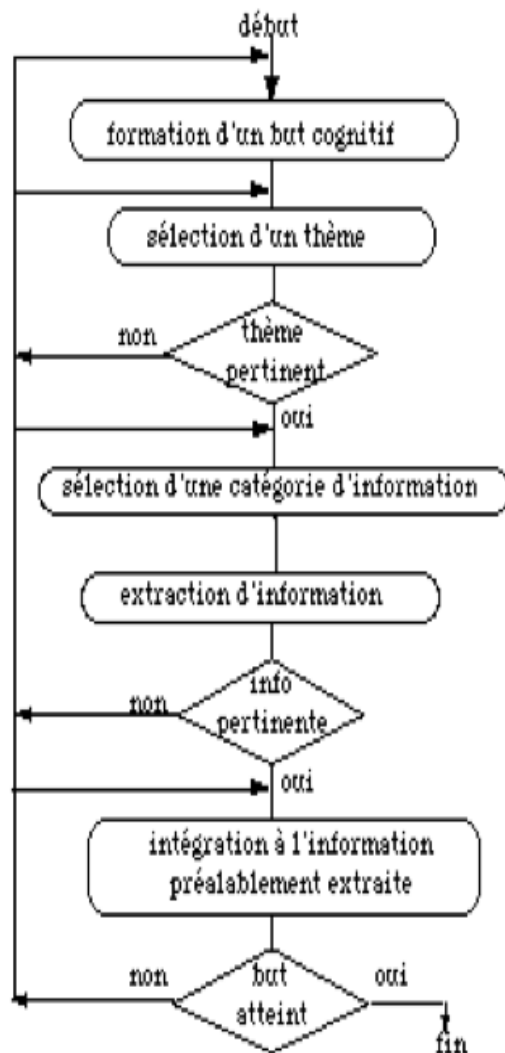 début
formation d'un but cognitif
sélection d'un thème
non
thème
pertinent
oui
sélection d'une catégorie d'information
extraction d'information
info
non
pertinente
oui
intégration à l'information
préalablement extraite
non
but
oui
atteint
fin